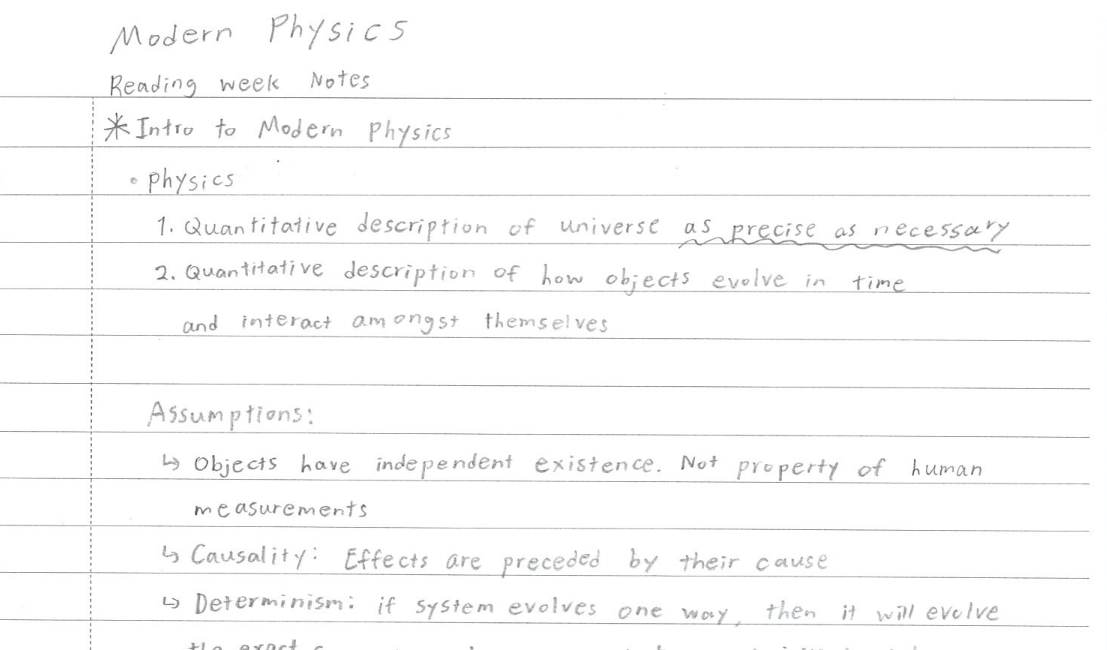 Modern Physics
Reading week Notes
* Intro to Modern Physics
• Physics
1. Quantitative description of universe as precise as necessary
2. Quantitative description of how objects evolve in time
and interact amongst themselves
Assumptions:
↳ Objects have independent existence. Not property of human
measurements
↳ Causality: Effects are preceded by their cause
↳ Determinism: if system evolves one way, then it will evolve
the exact